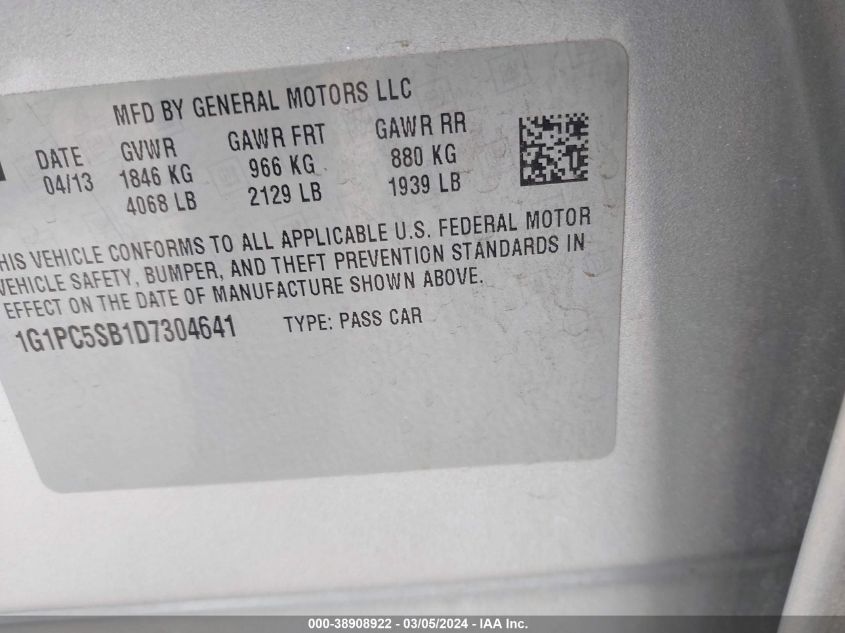 MFD BY GENERAL MOTORS LLC
DATE GVWR GAWR FRT GAWR RR
04/13 1846 KG 966 KG 880 KG
4068 LB 2129 LB 1939 LB
HIS VEHICLE CONFORMS TO ALL APPLICABLE U.S. FEDERAL MOTOR
VEHICLE SAFETY, BUMPER, AND THEFT PREVENTION STANDARDS IN
EFFECT ON THE DATE OF MANUFACTURE SHOWN ABOVE.
1G1PC5SB1D7304641 TYPE: PASS CAR
000-38908922 - 03/05/2024 - IAA Inc.